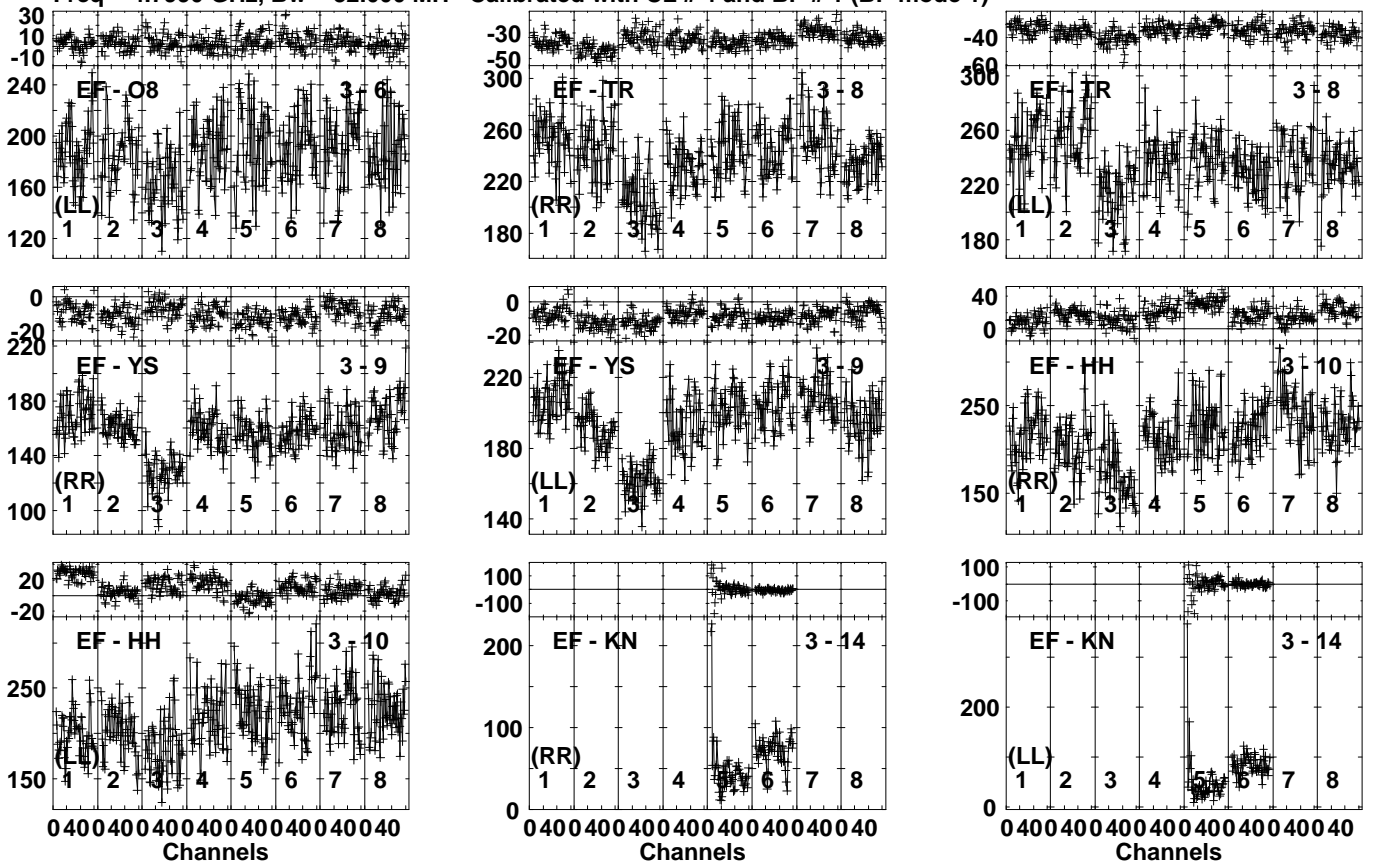 30
10
-10
240
200
160
120
EF - O8 3 - 6
(LL)
1 2 3 4 5 6 7 8
-30
-50
300
260
220
180
EF - TR 3 - 8
(RR)
1 2 3 4 5 6 7 8
-40
-60
300
260
220
180
EF - TR 3 - 8
(LL)
1 2 3 4 5 6 7 8
0
-20
220
180
140
100
EF - YS 3 - 9
(RR)
1 2 3 4 5 6 7 8
0
-20
220
180
140
EF - YS 3 - 9
(LL)
1 2 3 4 5 6 7 8
40
0
250
150
EF - HH 3 - 10
(RR)
1 2 3 4 5 6 7 8
20
-20
250
150
EF - HH 3 - 10
(LL)
1 2 3 4 5 6 7 8
0 40 0 40 0 40 0 40 0 40 0 40 0 40 0 40
Channels
100
-100
200
100
0
EF - KN 3 - 14
(RR)
1 2 3 4 5 6 7 8
0 40 0 40 0 40 0 40 0 40 0 40 0 40 0 40
Channels
100
-100
200
0
EF - KN 3 - 14
(LL)
1 2 3 4 5 6 7 8
0 40 0 40 0 40 0 40 0 40 0 40 0 40 0 40
Channels